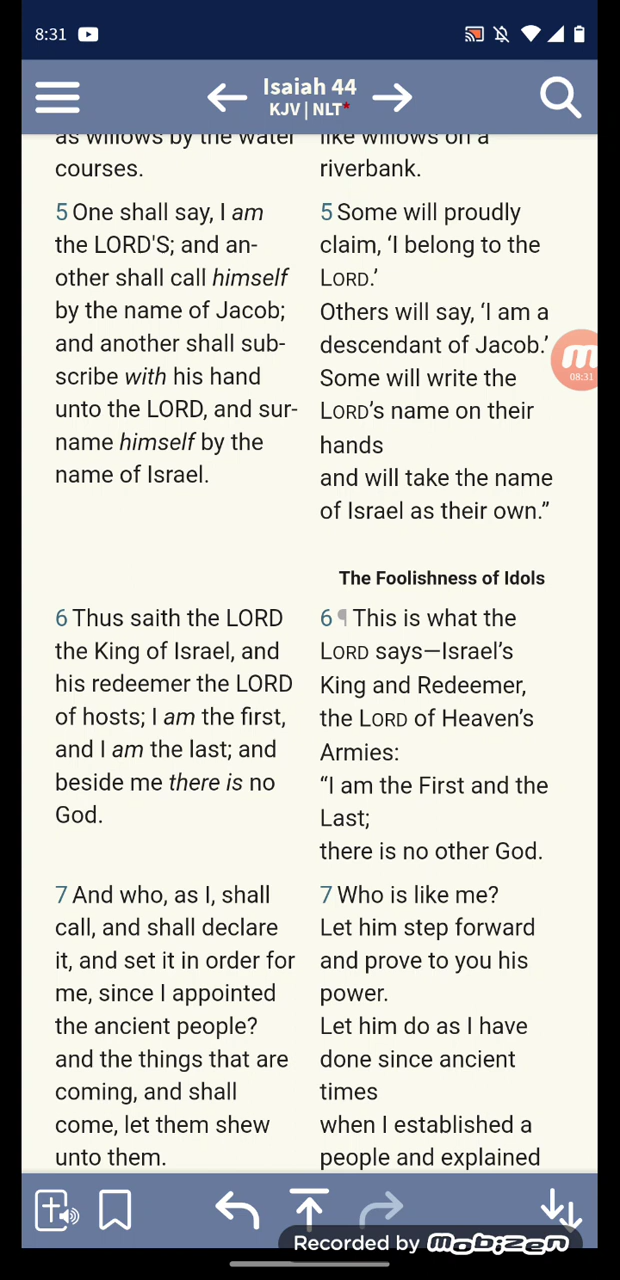 8:31
Isaiah 44
KJV | NLT*
as willows by the water
courses.
5 One shall say, I am
the LORD'S; and an-
other shall call himself
by the name of Jacob;
and another shall sub-
scribe with his hand
unto the LORD, and sur-
name himself by the
name of Israel.
6 Thus saith the LORD
the King of Israel, and
his redeemer the LORD
of hosts; I am the first,
and I am the last; and
beside me there is no
God.
7 And who, as I, shall
call, and shall declare
it, and set it in order for
me, since I appointed
the ancient people?
and the things that are
coming, and shall
come, let them shew
unto them.
like willows on a
riverbank.
5 Some will proudly
claim, ‘I belong to the
LORD.’
Others will say, ‘I am a
descendant of Jacob.’
Some will write the
LORD’s name on their
hands
and will take the name
of Israel as their own.”
The Foolishness of Idols
6 ¶ This is what the
LORD says—Israel’s
King and Redeemer,
the LORD of Heaven’s
Armies:
“I am the First and the
Last;
there is no other God.
7 Who is like me?
Let him step forward
and prove to you his
power.
Let him do as I have
done since ancient
times
when I established a
people and explained
m
08:31
Recorded by mobizen